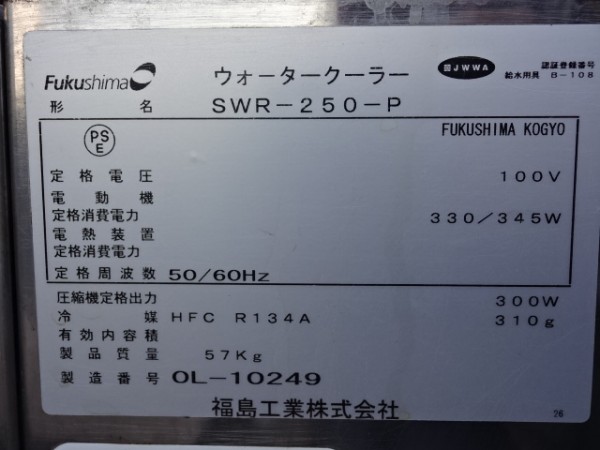 Fukushima
ウォータークーラー
JWWA
認証登録番号
給水用具 B-108
形名 SWR-250-P
PS
E
FUKUSHIMA KOGYO
定格電圧 100V
電動機
定格消費電力 330/345W
電熱装置
定格消費電力
定格周波数 50/60Hz
圧縮機定格出力 300W
冷媒 HFC R134A 310g
有効内容積
製品質量 57Kg
製造番号 OL-10249
福島工業株式会社
26